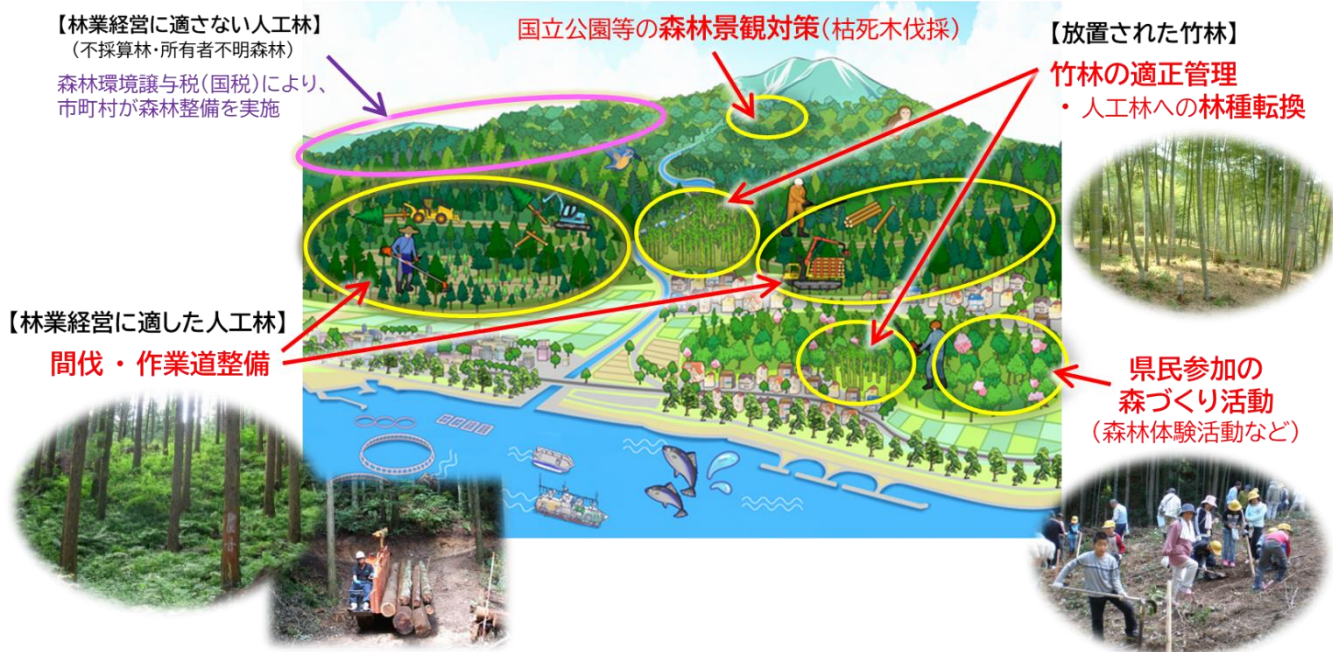 【林業経営に適さない人工林】
（不採算林・所有者不明森林）
森林環境譲与税（国税）により、
市町村が森林整備を実施
国立公園等の森林景観対策（枯死木伐採）
【放置された竹林】
竹林の適正管理
・人工林への林種転換
【林業経営に適した人工林】
間伐・作業道整備
県民参加の
森づくり活動
（森林体験活動など）